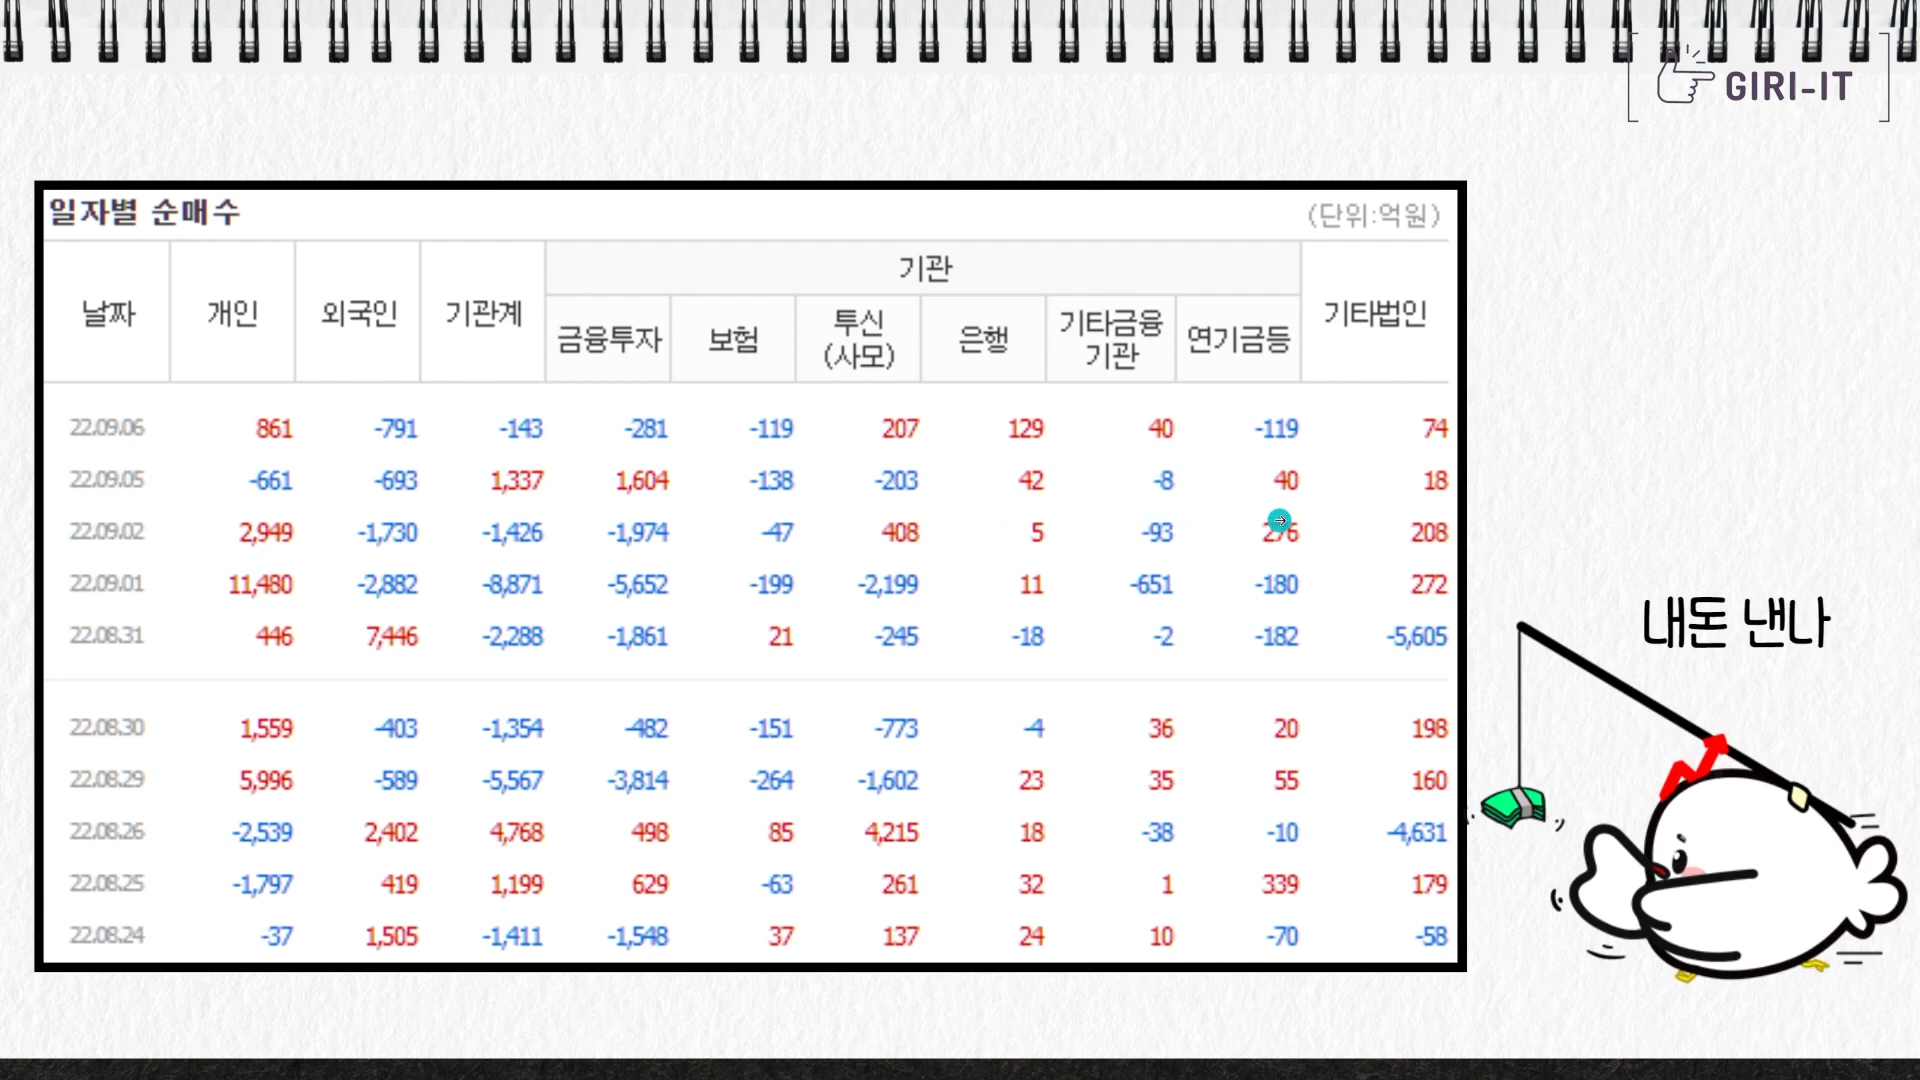 GIRI-IT
일자별 순매수 (단위:억원)
날짜 개인 외국인 기관계 기관 기타법인
금융투자 보험 투신(사모) 은행 기타금융기관 연기금등
22.09.06 861 -791 -143 -281 -119 207 129 40 -119 74
22.09.05 -661 -693 1,337 1,604 -138 -203 42 -8 40 18
22.09.02 2,949 -1,730 -1,426 -1,974 -47 408 5 -93 276 208
22.09.01 11,480 -2,882 -8,871 -5,652 -199 -2,199 11 -651 -180 272
22.08.31 446 7,446 -2,288 -1,861 21 -245 -18 -2 -182 -5,605
22.08.30 1,559 -403 -1,354 -482 -151 -773 -4 36 20 198
22.08.29 5,996 -589 -5,567 -3,814 -264 -1,602 23 35 55 160
22.08.26 -2,539 2,402 4,768 498 85 4,215 18 -38 -10 -4,631
22.08.25 -1,797 419 1,199 629 -63 261 32 1 339 179
22.08.24 -37 1,505 -1,411 -1,548 37 137 24 10 -70 -58
내돈 낸나